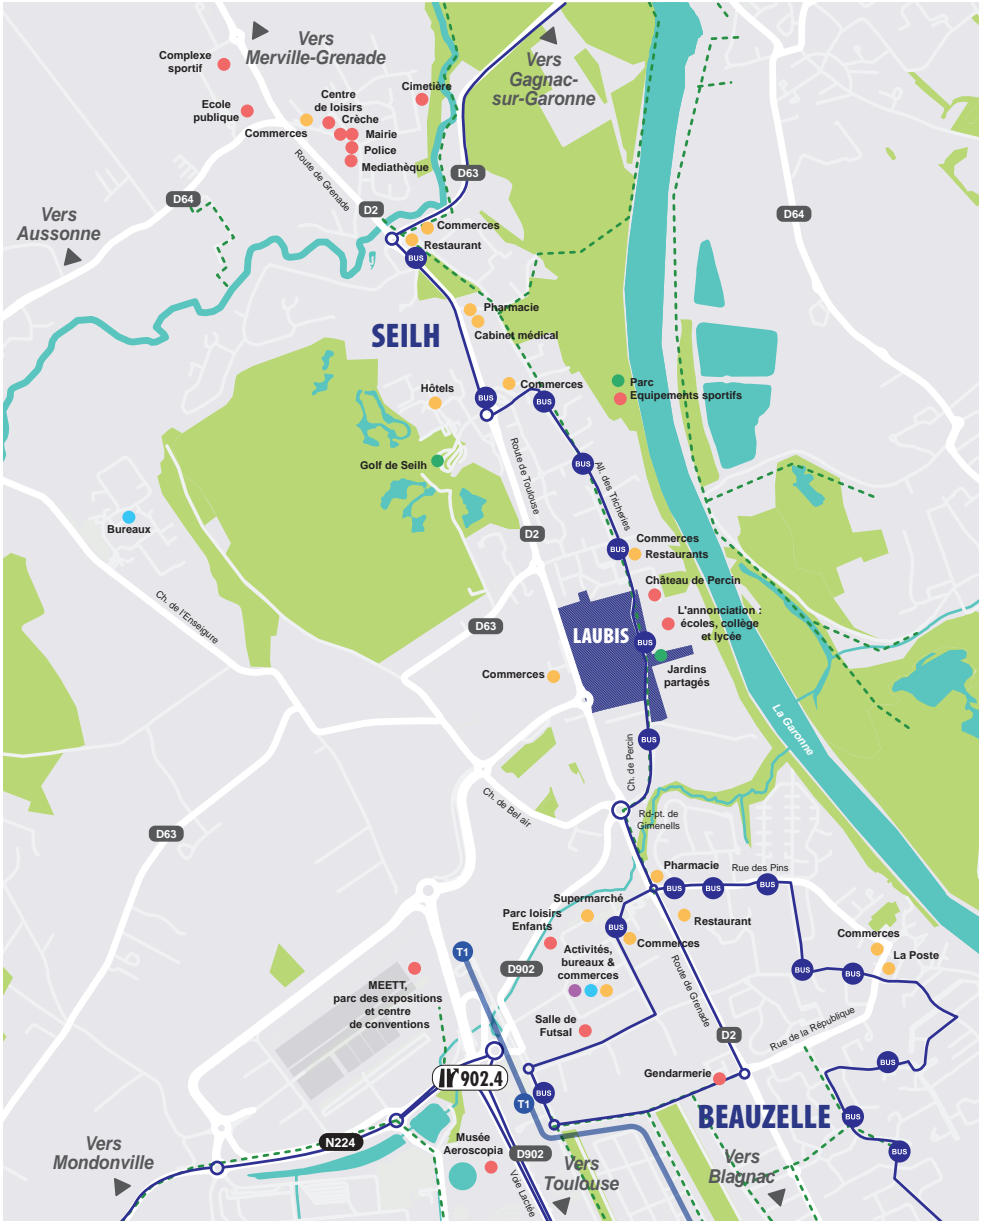 Vers
Merville-Grenade
Vers
Gagnac-
sur-Garonne
Complexe
sportif
Ecole
publique
Centre
de loisirs
Crèche
Commerces
Mairie
Police
Mediathèque
Cimetière
Route de Grenade
D63
D64
D2
D64
Vers
Aussonne
Commerces
Restaurant
BUS
Pharmacie
Cabinet médical
SEILH
Hôtels
Commerces
BUS
BUS
Parc
Equipements sportifs
Golf de Seilh
Route de Toulouse
BUS
All. des Tricheries
Bureaux
D2
Commerces
BUS
Restaurants
Château de Percin
Ch. de l'Enseigure
L'annonciation :
écoles, collège
et lycée
D63
LAUBIS
BUS
Jardins
partagés
Commerces
La Garonne
BUS
Ch. de Percin
Ch. de Bel air
Rd-pt. de
Gimenells
D63
Pharmacie
Rue des Pins
BUS
BUS
BUS
Supermarché
Parc loisirs
Enfants
BUS
Restaurant
Commerces
Commerces
La Poste
T1
Activités,
bureaux &
commerces
D902
BUS
BUS
MEETT,
parc des expositions
et centre
de conventions
Route de Grenade
Salle de
Futsal
D2
Rue de la République
902.4
Gendarmerie
BUS
BUS
T1
BEAUZELLE
BUS
BUS
N224
Vers
Mondonville
Musée
Aeroscopia
D902
Voie Lactée
Vers
Toulouse
Vers
Blagnac